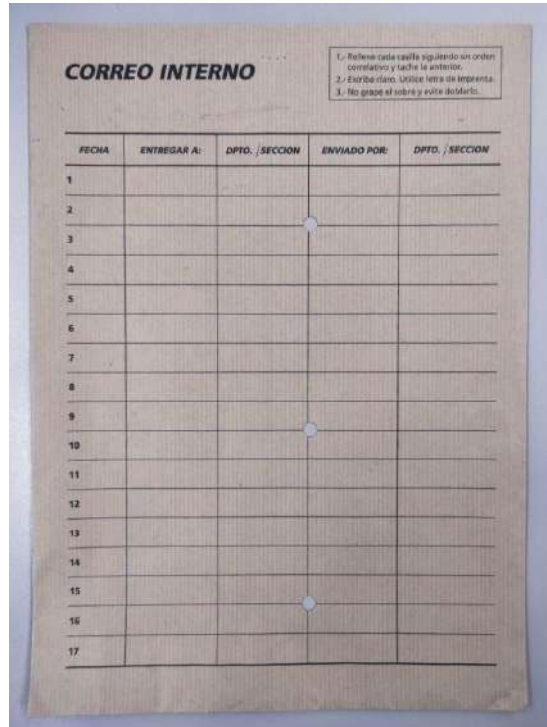 CORREO INTERNO
1.- Rellene cada casilla siguiendo un orden
correlativo y tache la anterior.
2.- Escriba claro. Utilice letra de imprenta.
3.- No grape el sobre y evite doblarlo.
FECHA ENTREGAR A: DPTO. / SECCION ENVIADO POR: DPTO. / SECCION
1
2
3
4
5
6
7
8
9
10
11
12
13
14
15
16
17